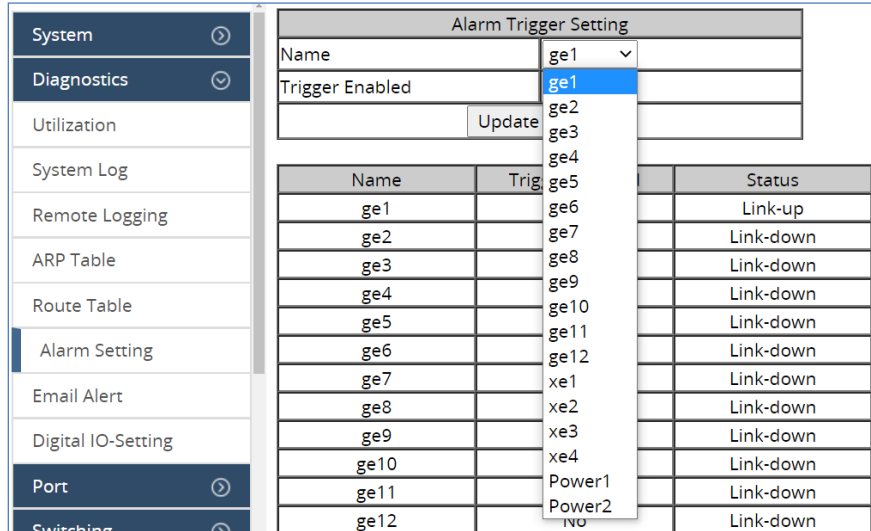 System
Diagnostics
Utilization
System Log
Remote Logging
ARP Table
Route Table
Alarm Setting
Email Alert
Digital IO-Setting
Port
Switching
Alarm Trigger Setting
Name ge1
Trigger Enabled
Update
ge1
ge2
ge3
ge4
ge5
ge6
ge7
ge8
ge9
ge10
ge11
ge12
xe1
xe2
xe3
xe4
Power1
Power2
Name Status
ge1 Link-up
ge2 Link-down
ge3 Link-down
ge4 Link-down
ge5 Link-down
ge6 Link-down
ge7 Link-down
ge8 Link-down
ge9 Link-down
ge10 Link-down
ge11 Link-down
ge12 No Link-down